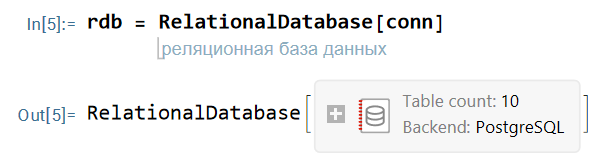 In[5]:= rdb = RelationalDatabase[conn]
реляционная база данных
Out[5]= RelationalDatabase[ Table count: 10
Backend: PostgreSQL ]